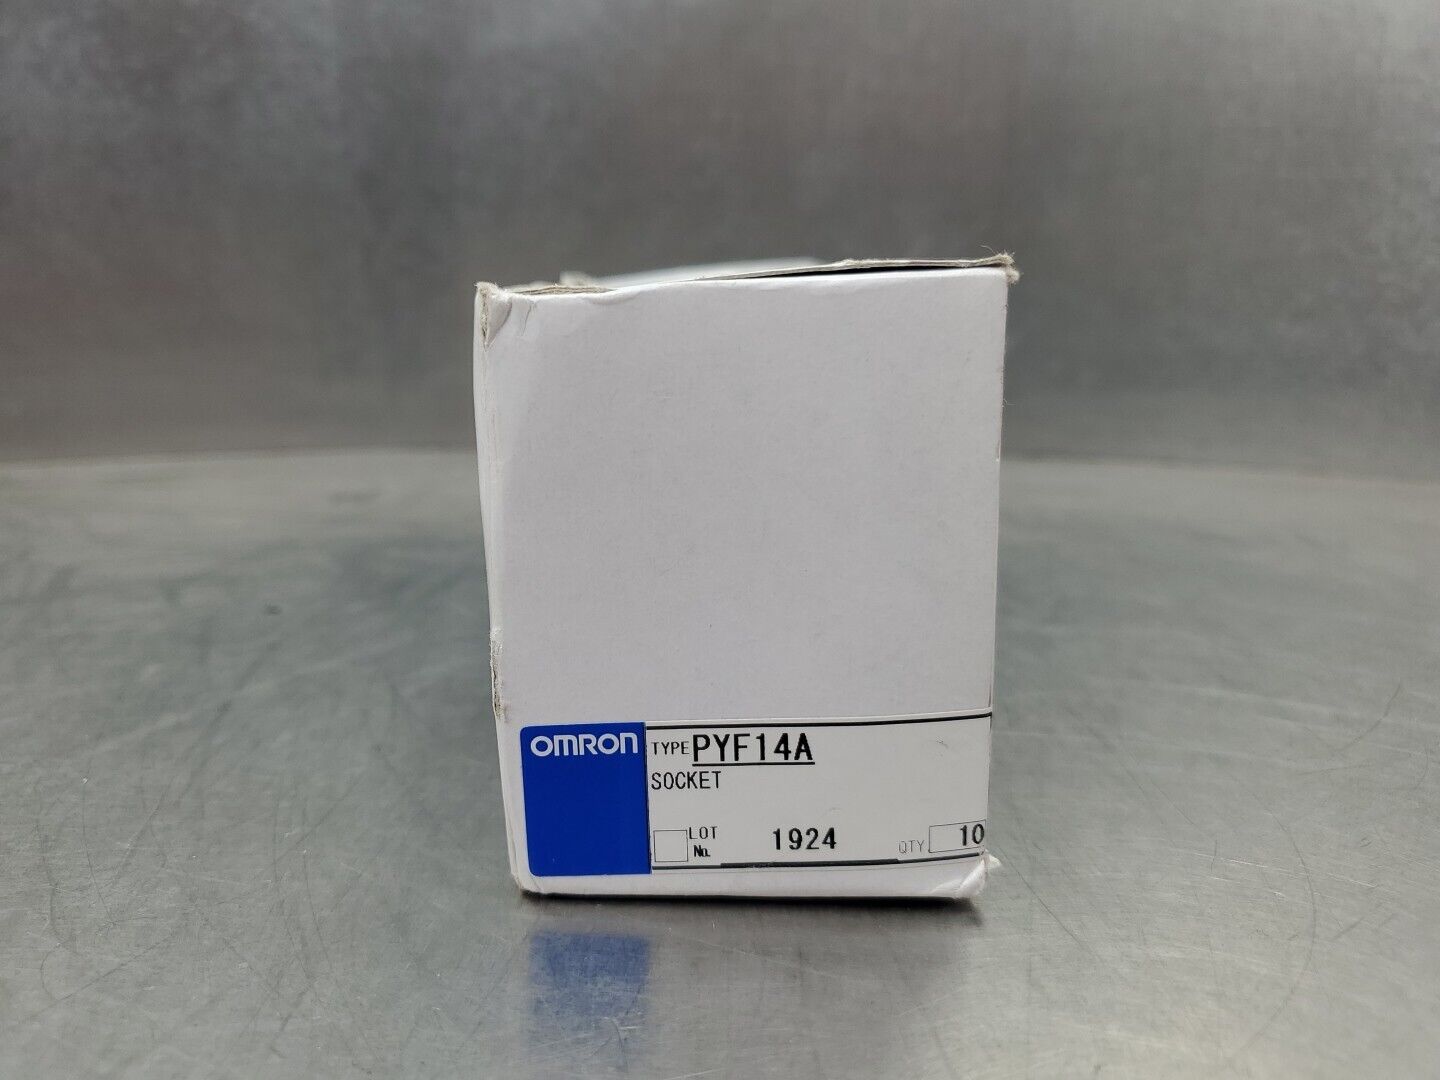 OMRON TYPE PYF14A
SOCKET
LOT No. 1924 QTY. 10